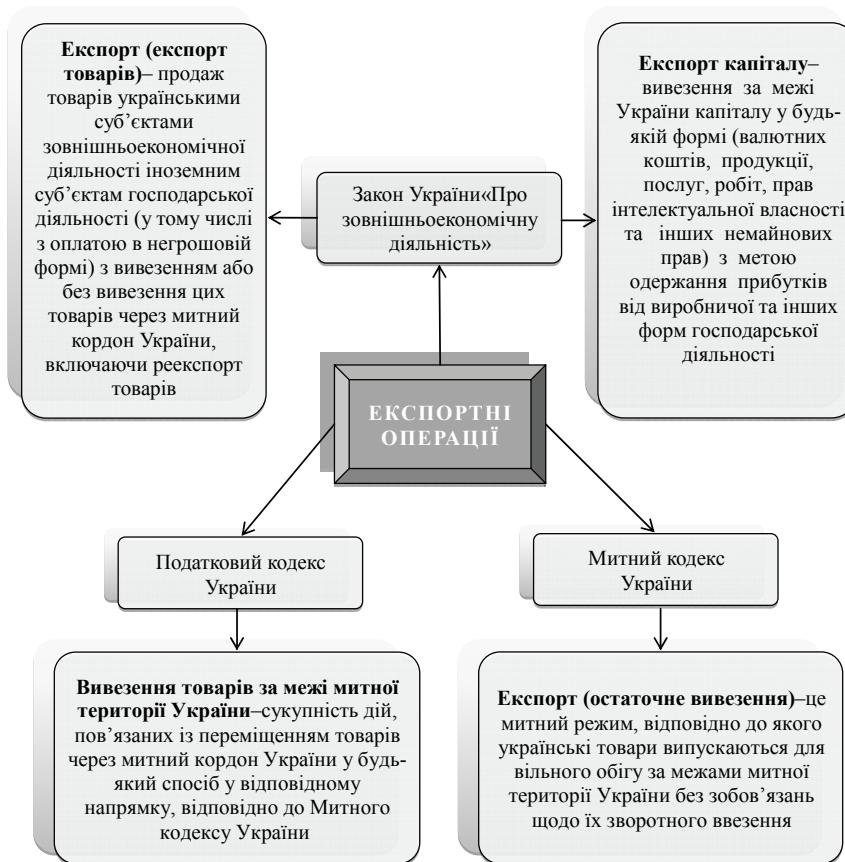 Експорт (експорт
товарів)– продаж
товарів українськими
суб’єктами
зовнішньоекономічної
діяльності іноземним
суб’єктам господарської
діяльності (у тому числі
з оплатою в негрошовій
формі) з вивезенням або
без вивезення цих
товарів через митний
кордон України,
включаючи реекспорт
товарів
Закон України«Про
зовнішньоекономічну
діяльність»
Експорт капіталу–
вивезення за межі
України капіталу у будь-
якій формі (валютних
коштів, продукції,
послуг, робіт, прав
інтелектуальної власності
та інших немайнових
прав) з метою
одержання прибутків
від виробничої та інших
форм господарської
діяльності
ЕКСПОРТНІ
ОПЕРАЦІЇ
Податковий кодекс
України
Митний кодекс
України
Вивезення товарів за межі митної
території України–сукупність дій,
пов’язаних із переміщенням товарів
через митний кордон України у будь-
який спосіб у відповідному
напрямку, відповідно до Митного
кодексу України
Експорт (остаточне вивезення)–це
митний режим, відповідно до якого
українські товари випускаються для
вільного обігу за межами митної
території України без зобов’язань
щодо їх зворотного ввезення